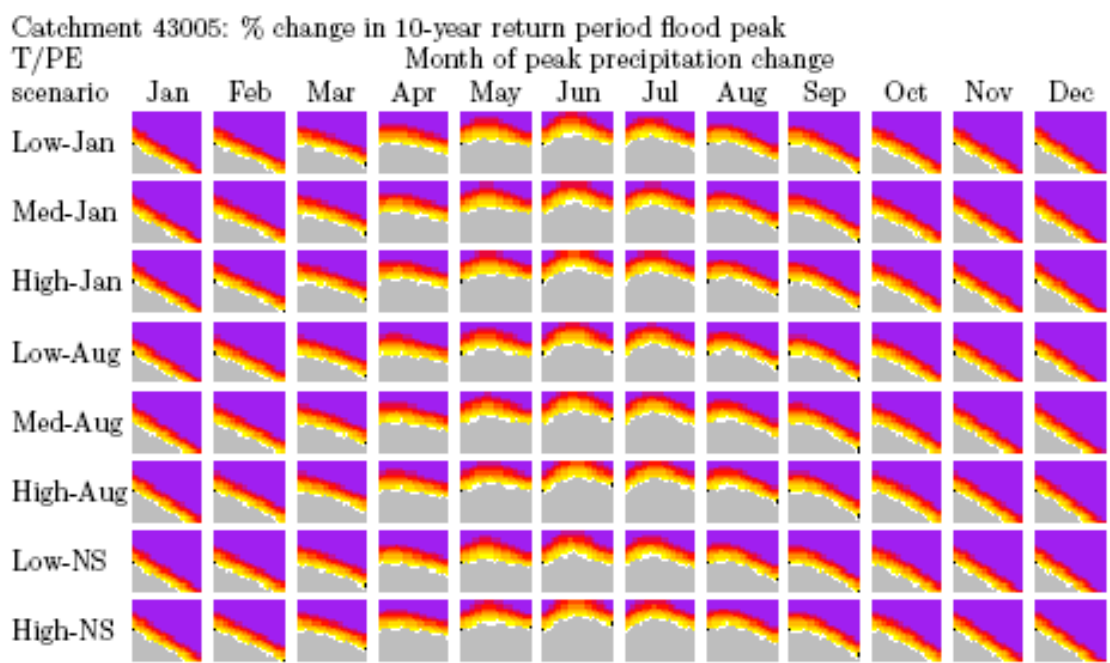 Catchment 43005: % change in 10-year return period flood peak
T/PE Month of peak precipitation change
scenario Jan Feb Mar Apr May Jun Jul Aug Sep Oct Nov Dec
Low-Jan
Med-Jan
High-Jan
Low-Aug
Med-Aug
High-Aug
Low-NS
High-NS